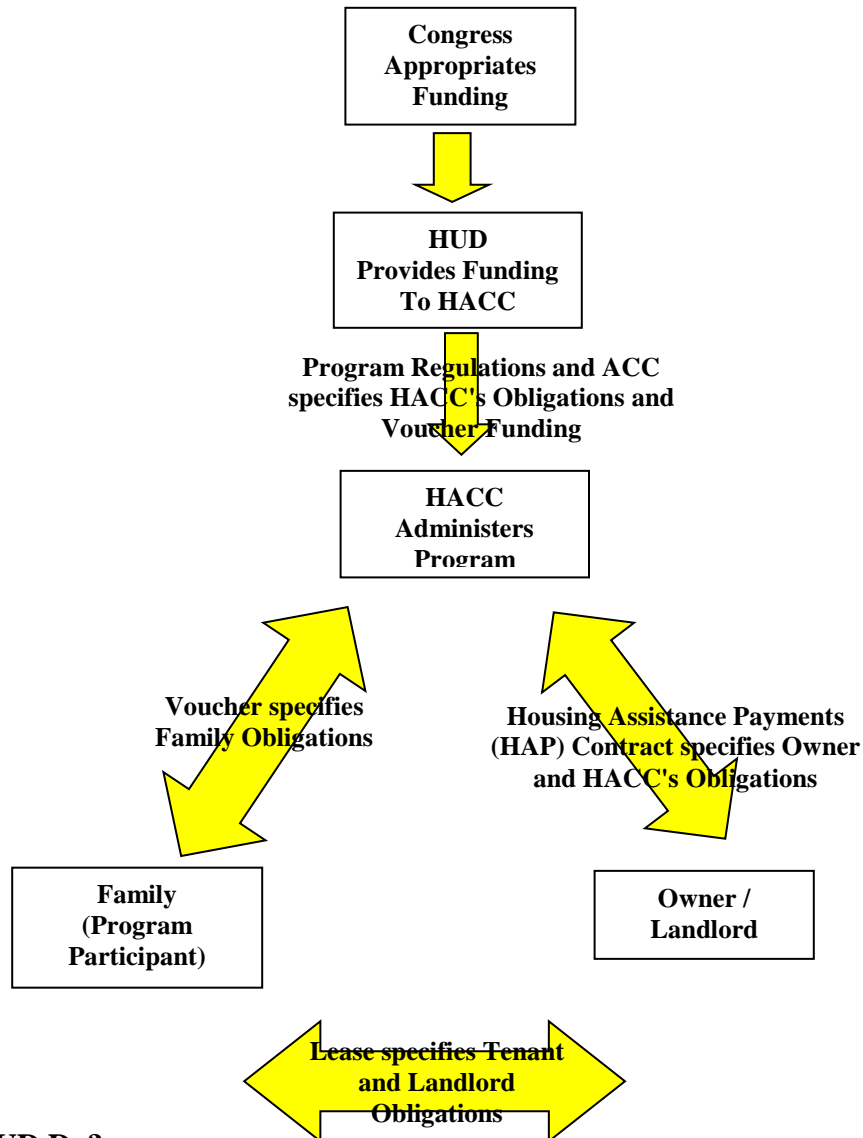 Congress
Appropriates
Funding
HUD
Provides Funding
To HACC
Program Regulations and ACC
specifies HACC's Obligations and
Voucher Funding
HACC
Administers
Program
Voucher specifies
Family Obligations
Housing Assistance Payments
(HAP) Contract specifies Owner
and HACC's Obligations
Family
(Program
Participant)
Owner /
Landlord
Lease specifies Tenant
and Landlord
Obligations